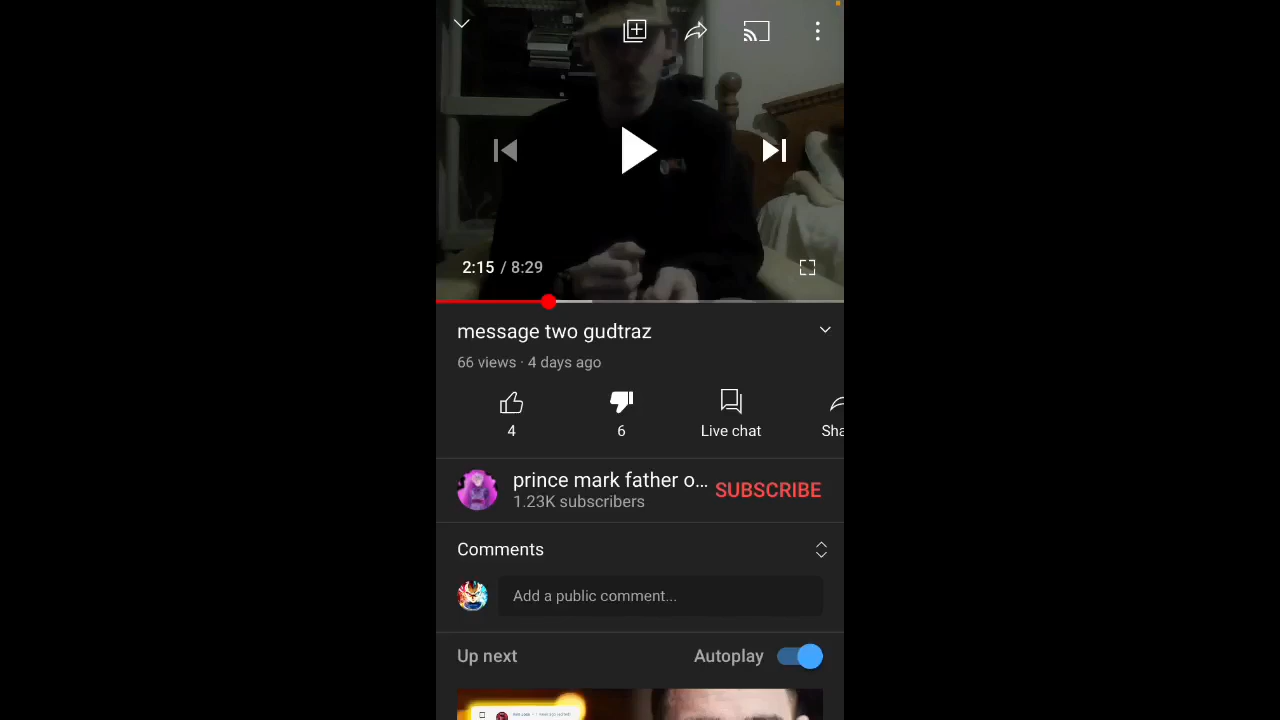 2:15 / 8:29
message two gudtraz
66 views · 4 days ago
4
6
Live chat
Sha
prince mark father o...
1.23K subscribers
SUBSCRIBE
Comments
Add a public comment...
Up next
Autoplay